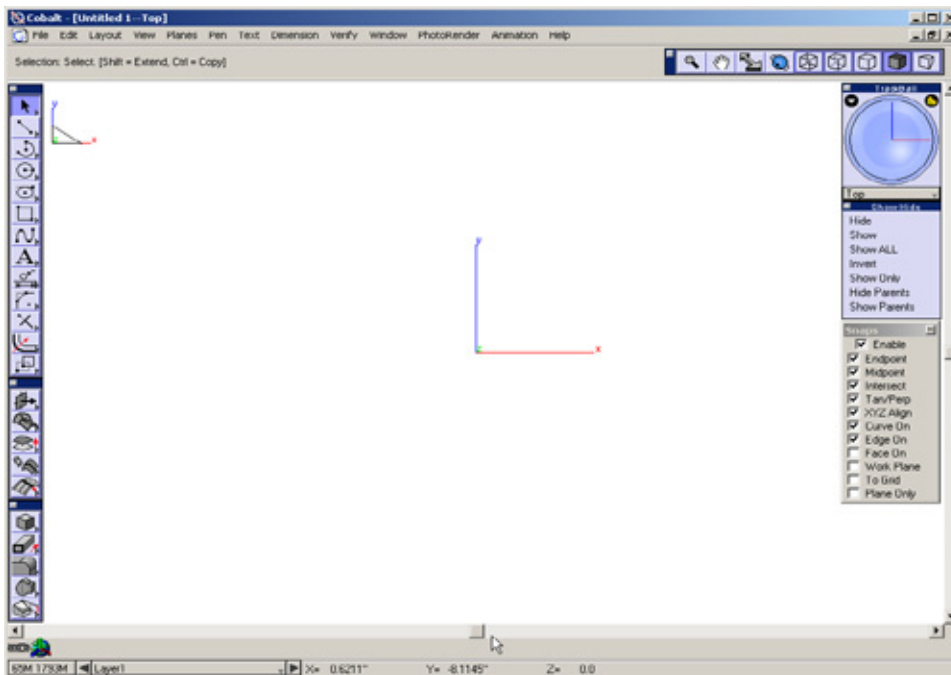 Cobalt - [Untitled 1--Top]
File Edit Layout View Planes Pen Text Dimension Verify Window PhotoRender Animation Help
Selection: Select. [Shift = Extend, Ctrl = Copy]
TrackBall
y
x
Top
Show/Hide
Hide
Show
Show ALL
Invert
Show Only
Hide Parents
Show Parents
y
x
Snaps
Enable
Endpoint
Midpoint
Intersect
Tan/Perp
XYZ Align
Curve On
Edge On
Face On
Work Plane
To Grid
Plane Only
A
65M 1793M Layer1 X= 0.6211" Y= -8.1145" Z= 0.0